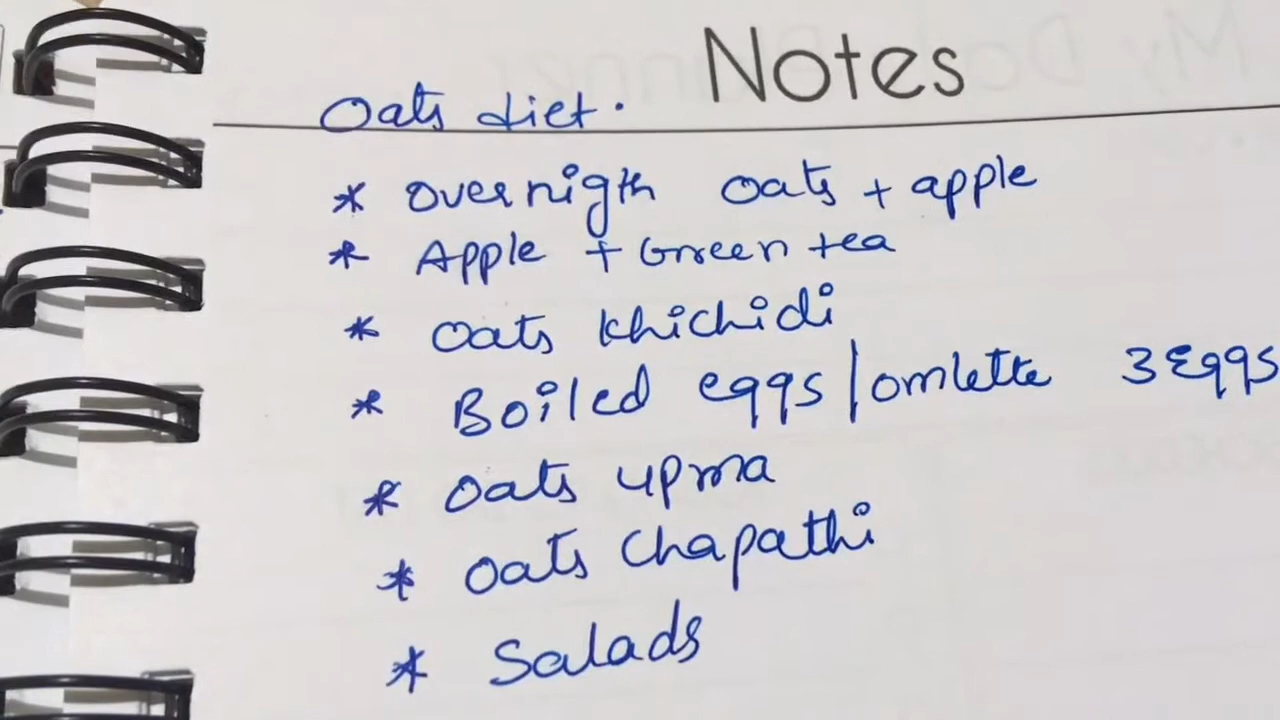 Notes
Oats diet.
* overnigth oats + apple
* Apple + Green tea
* Oats khichidi
* Boiled eggs/omlette 3 Eggs
* Oats upma
* Oats Chapathi
* Salads